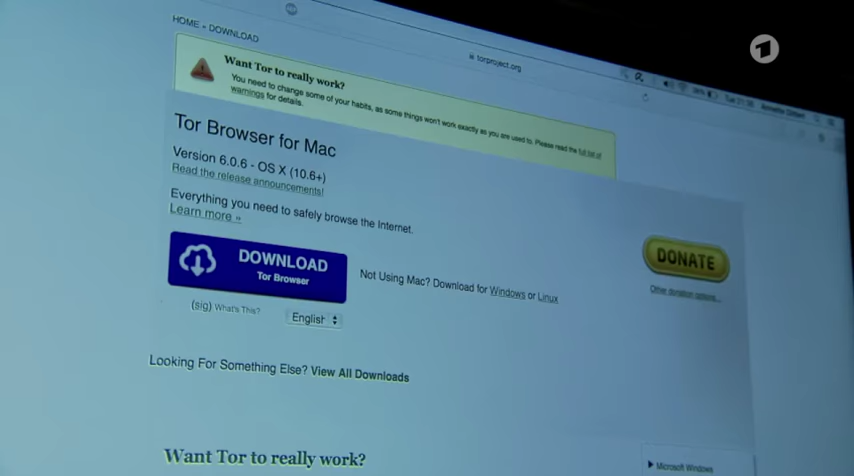 HOME » DOWNLOAD
torproject.org
Want Tor to really work?
You need to change some of your habits, as some things won't work exactly as you are used to. Please read the full list of
warnings for details.
Tor Browser for Mac
Version 6.0.6 - OS X (10.6+)
Read the release announcements!
Everything you need to safely browse the Internet.
Learn more »
DOWNLOAD
Tor Browser
Not Using Mac? Download for Windows or Linux
(sig) What's This?
English
DONATE
Other donation options...
Looking For Something Else? View All Downloads
Want Tor to really work?
Microsoft Windows
1